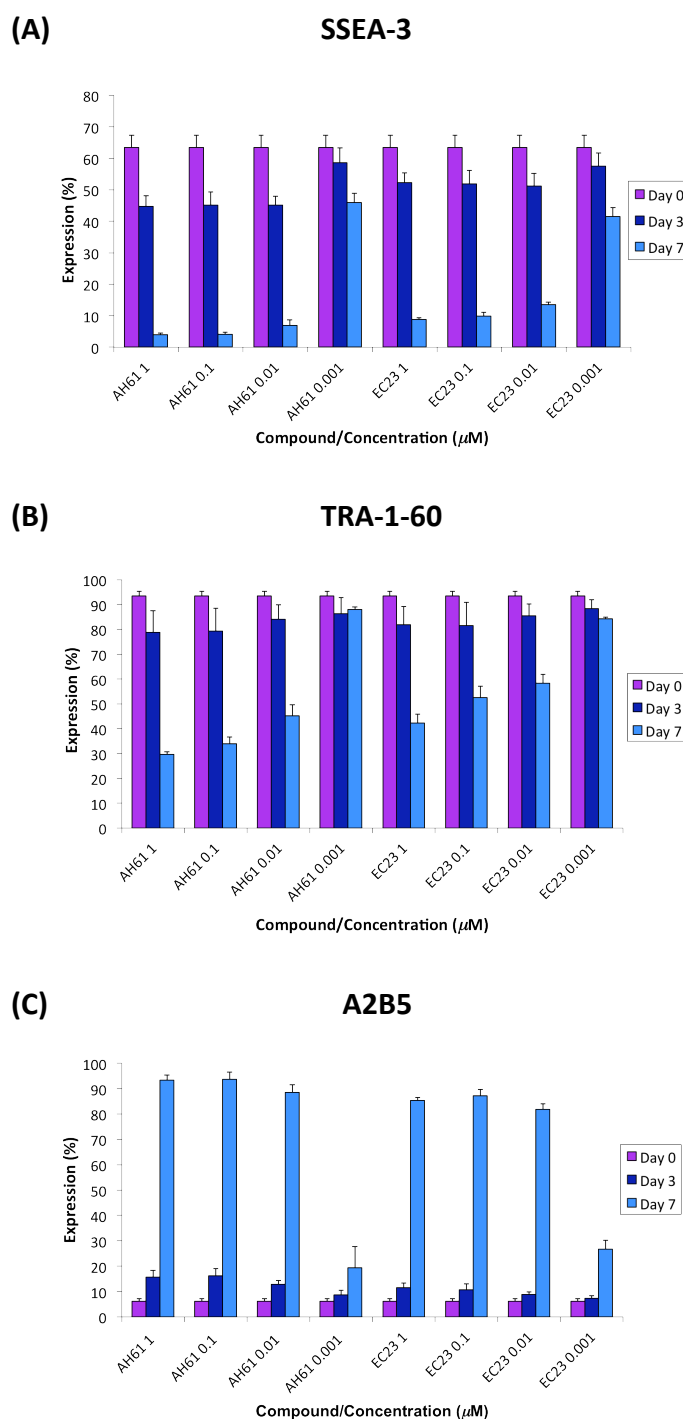 (A)
SSEA-3
80
70
60
50
40
30
20
10
0
Expression (%)
Day 0
Day 3
Day 7
AH61 1
AH61 0.1
AH61 0.01
AH61 0.001
EC23 1
EC23 0.1
EC23 0.01
EC23 0.001
Compound/Concentration (μM)
(B)
TRA-1-60
100
90
80
70
60
50
40
30
20
10
0
Expression (%)
Day 0
Day 3
Day 7
AH61 1
AH61 0.1
AH61 0.01
AH61 0.001
EC23 1
EC23 0.1
EC23 0.01
EC23 0.001
Compound/Concentration (μM)
(C)
A2B5
100
90
80
70
60
50
40
30
20
10
0
Expression (%)
Day 0
Day 3
Day 7
AH61 1
AH61 0.1
AH61 0.01
AH61 0.001
EC23 1
EC23 0.1
EC23 0.01
EC23 0.001
Compound/Concentration (μM)